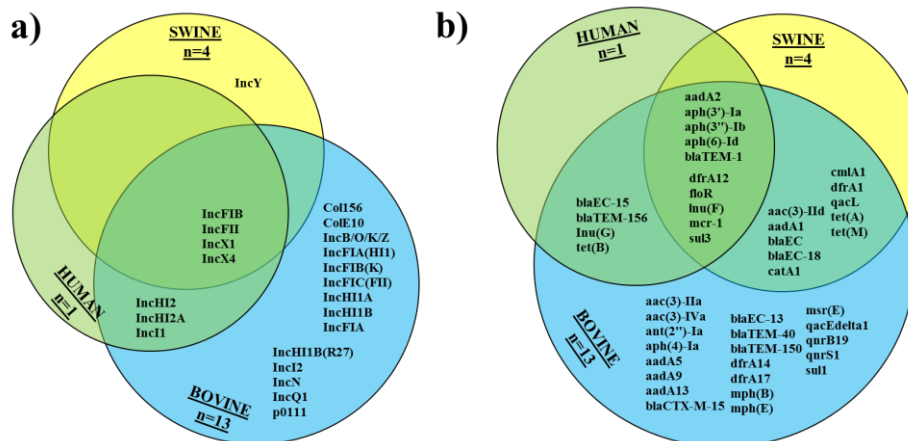 a)
SWINE
n=4
IncY
IncFIB
IncFII
IncX1
IncX4
Col156
ColE10
IncB/O/K/Z
IncFIA(HI1)
IncFIB(K)
IncFIC(FII)
IncHI1A
IncHI1B
IncFIA
HUMAN
n=1
IncHI2
IncHI2A
IncI1
IncHI1B(R27)
IncI2
IncN
IncQ1
p0111
BOVINE
n=13
b)
HUMAN
n=1
SWINE
n=4
aadA2
aph(3')-Ia
aph(3'')-Ib
aph(6)-Id
blaTEM-1
dfrA12
floR
lnu(F)
mcr-1
sul3
blaEC-15
blaTEM-156
lnu(G)
tet(B)
cmlA1
dfrA1
qacL
tet(A)
tet(M)
aac(3)-IId
aadA1
blaEC
blaEC-18
catA1
BOVINE
n=13
aac(3)-IIa
aac(3)-IVa
ant(2'')-Ia
aph(4)-Ia
aadA5
aadA9
aadA13
blaCTX-M-15
blaEC-13
blaTEM-40
blaTEM-150
dfrA14
dfrA17
mph(B)
mph(E)
msr(E)
qacEdelta1
qnrB19
qnrS1
sul1